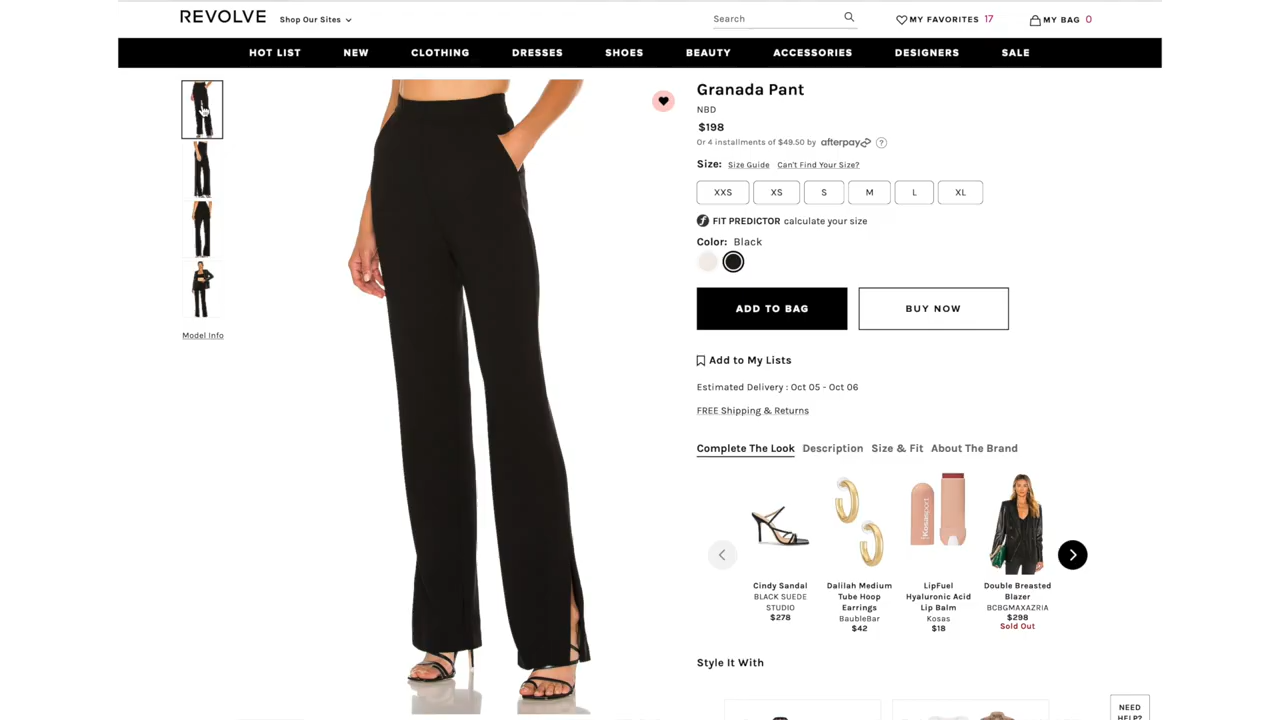 REVOLVE
Shop Our Sites
Search
MY FAVORITES 17
MY BAG 0
HOT LIST
NEW
CLOTHING
DRESSES
SHOES
BEAUTY
ACCESSORIES
DESIGNERS
SALE
Model Info
Granada Pant
NBD
$198
Or 4 installments of $49.50 by afterpay ?
Size: Size Guide Can't Find Your Size?
XXS XS S M L XL
FIT PREDICTOR calculate your size
Color: Black
ADD TO BAG
BUY NOW
Add to My Lists
Estimated Delivery : Oct 05 - Oct 06
FREE Shipping & Returns
Complete The Look Description Size & Fit About The Brand
Kosasport
Cindy Sandal
BLACK SUEDE
STUDIO
$278
Dalilah Medium
Tube Hoop
Earrings
BaubleBar
$42
LipFuel
Hyaluronic Acid
Lip Balm
Kosas
$18
Double Breasted
Blazer
BCBGMAXAZRIA
$298
Sold Out
Style It With
NEED
HELP?